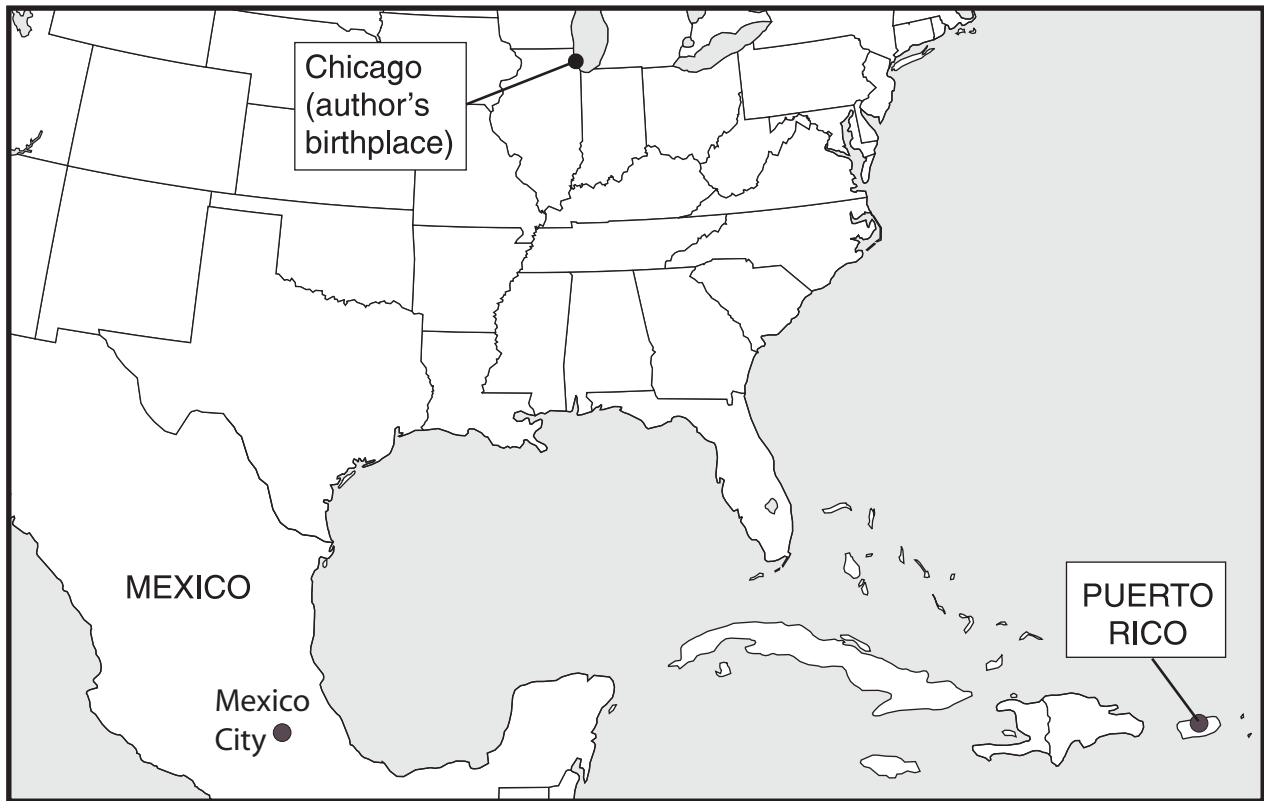 Chicago
(author's
birthplace)
MEXICO
Mexico
City
PUERTO
RICO